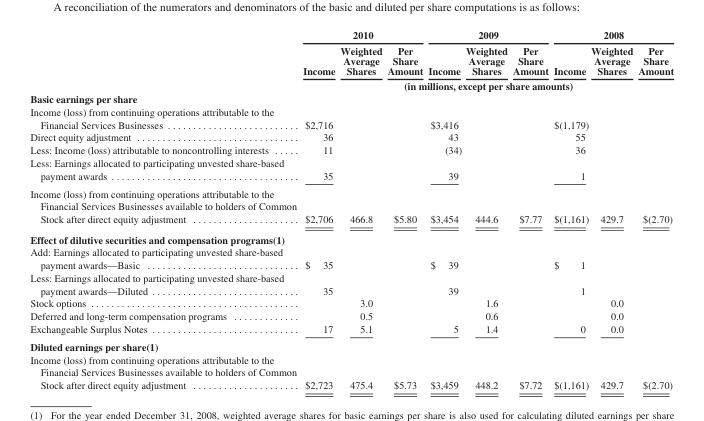 A reconciliation of the numerators and denominators of the basic and diluted per share computations is as follows:
2010 2009 2008
Weighted Per Weighted Per Weighted Per
Average Share Average Share Average Share
Income Shares Amount Income Shares Amount Income Shares Amount
(in millions, except per share amounts)
Basic earnings per share
Income (loss) from continuing operations attributable to the
Financial Services Businesses . . . . . . . . . . . . . . . . . . . . . . . . . $2,716 $3,416 $(1,179)
Direct equity adjustment . . . . . . . . . . . . . . . . . . . . . . . . . . . . . . 36 43 55
Less: Income (loss) attributable to noncontrolling interests . . . . . 11 (34) 36
Less: Earnings allocated to participating unvested share-based
payment awards . . . . . . . . . . . . . . . . . . . . . . . . . . . . . . . . . . . 35 39 1
Income (loss) from continuing operations attributable to the
Financial Services Businesses available to holders of Common
Stock after direct equity adjustment . . . . . . . . . . . . . . . . . . . . $2,706 466.8 $5.80 $3,454 444.6 $7.77 $(1,161) 429.7 $(2.70)
Effect of dilutive securities and compensation programs(1)
Add: Earnings allocated to participating unvested share-based
payment awards—Basic . . . . . . . . . . . . . . . . . . . . . . . . . . . . $ 35 $ 39 $ 1
Less: Earnings allocated to participating unvested share-based
payment awards—Diluted . . . . . . . . . . . . . . . . . . . . . . . . . . . 35 39 1
Stock options . . . . . . . . . . . . . . . . . . . . . . . . . . . . . . . . . . . . . . . 3.0 1.6 0.0
Deferred and long-term compensation programs . . . . . . . . . . . . 0.5 0.6 0.0
Exchangeable Surplus Notes . . . . . . . . . . . . . . . . . . . . . . . . . . . 17 5.1 5 1.4 0 0.0
Diluted earnings per share(1)
Income (loss) from continuing operations attributable to the
Financial Services Businesses available to holders of Common
Stock after direct equity adjustment . . . . . . . . . . . . . . . . . . . . $2,723 475.4 $5.73 $3,459 448.2 $7.72 $(1,161) 429.7 $(2.70)
(1) For the year ended December 31, 2008, weighted average shares for basic earnings per share is also used for calculating diluted earnings per share